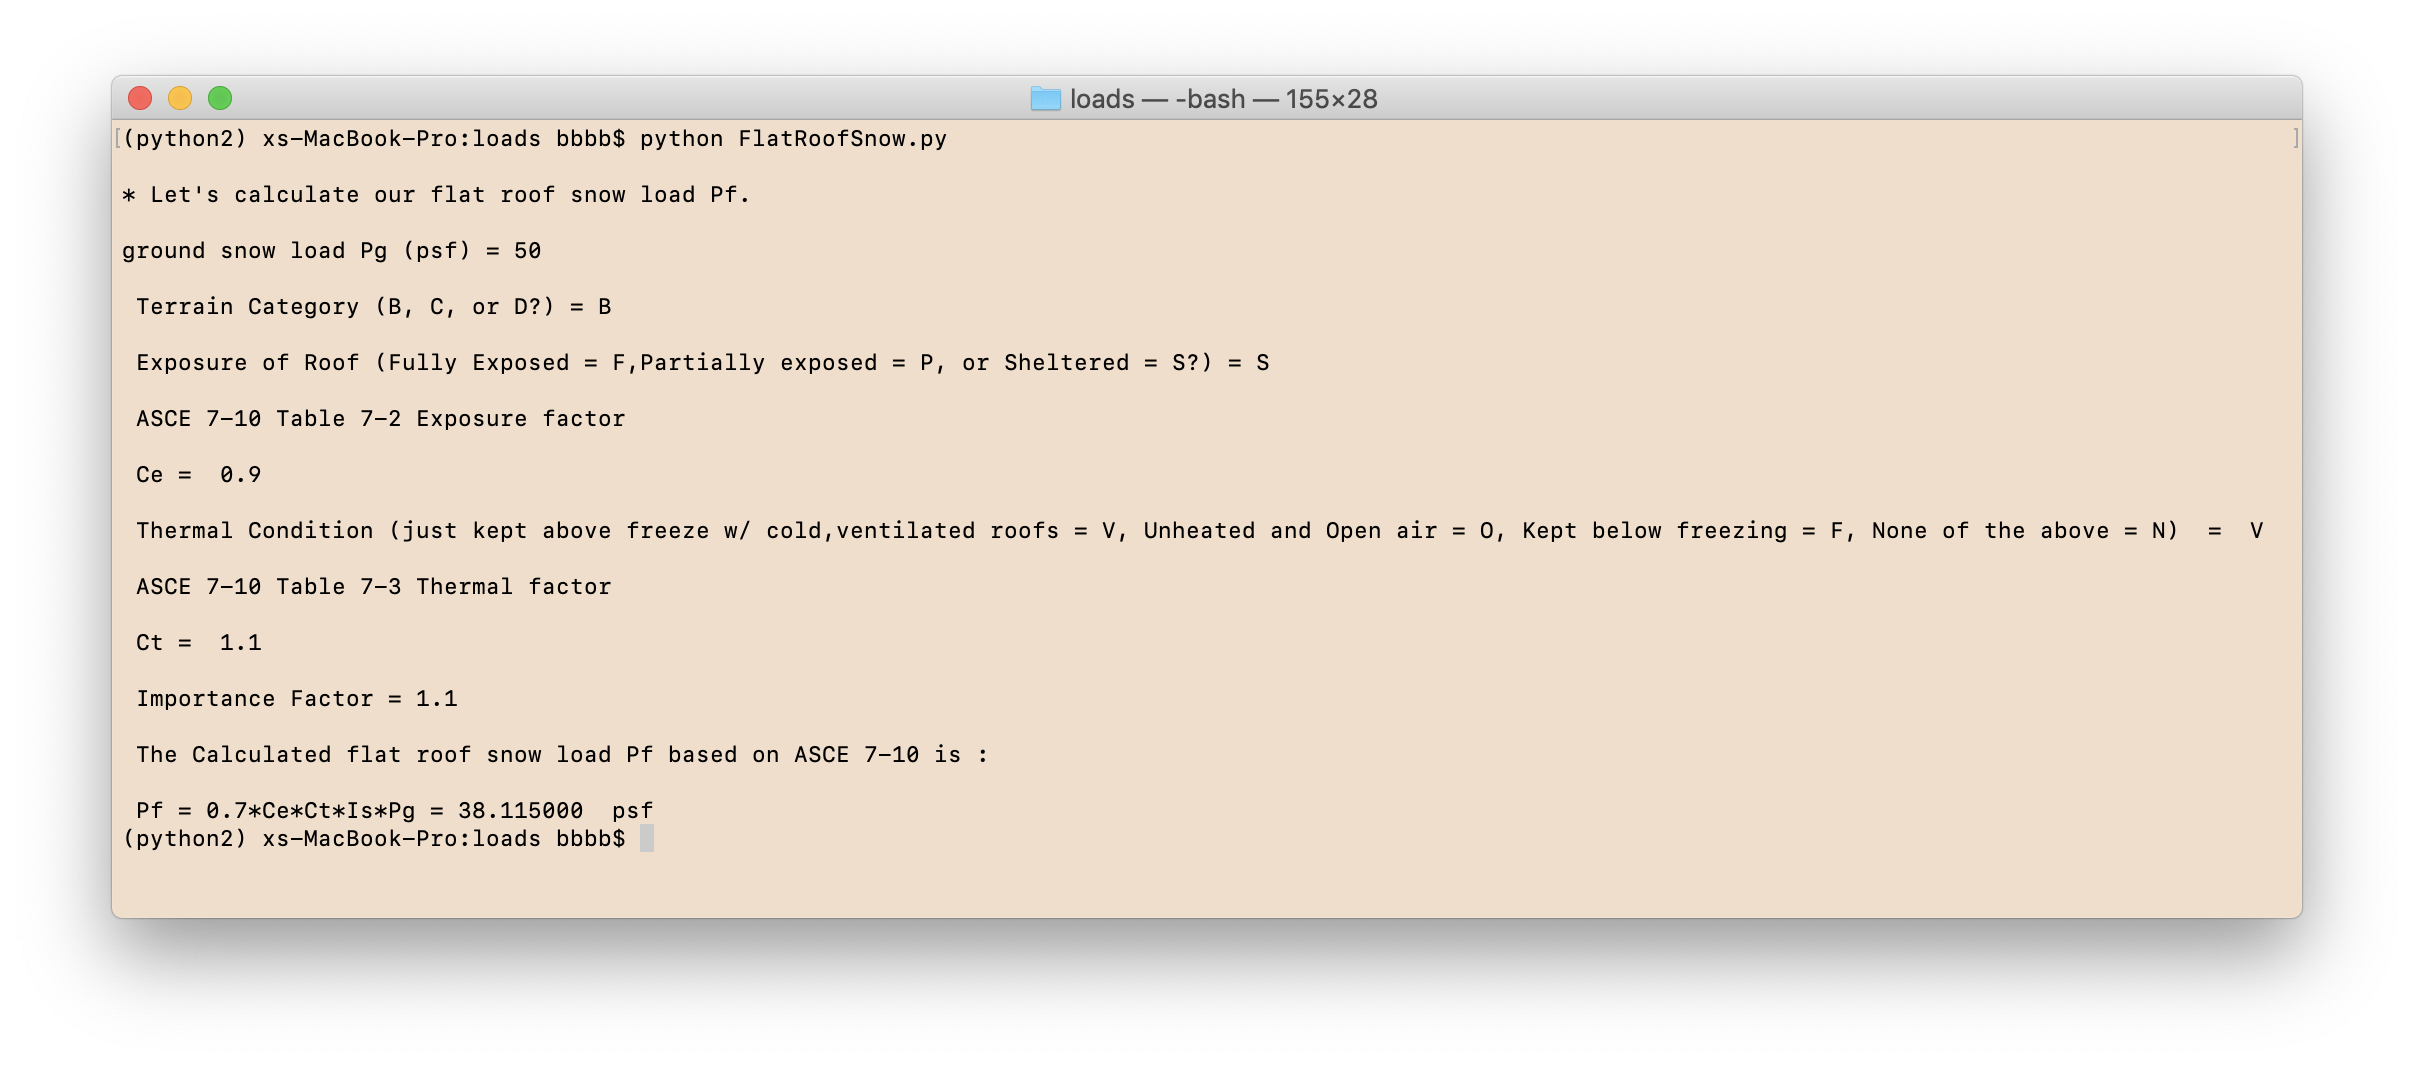 loads — -bash — 155×28
[(python2) xs-MacBook-Pro:loads bbbb$ python FlatRoofSnow.py ]
* Let's calculate our flat roof snow load Pf.
ground snow load Pg (psf) = 50
Terrain Category (B, C, or D?) = B
Exposure of Roof (Fully Exposed = F,Partially exposed = P, or Sheltered = S?) = S
ASCE 7-10 Table 7-2 Exposure factor
Ce =  0.9
Thermal Condition (just kept above freeze w/ cold,ventilated roofs = V, Unheated and Open air = O, Kept below freezing = F, None of the above = N)  =  V
ASCE 7-10 Table 7-3 Thermal factor
Ct =  1.1
Importance Factor = 1.1
The Calculated flat roof snow load Pf based on ASCE 7-10 is :
Pf = 0.7*Ce*Ct*Is*Pg = 38.115000  psf
(python2) xs-MacBook-Pro:loads bbbb$